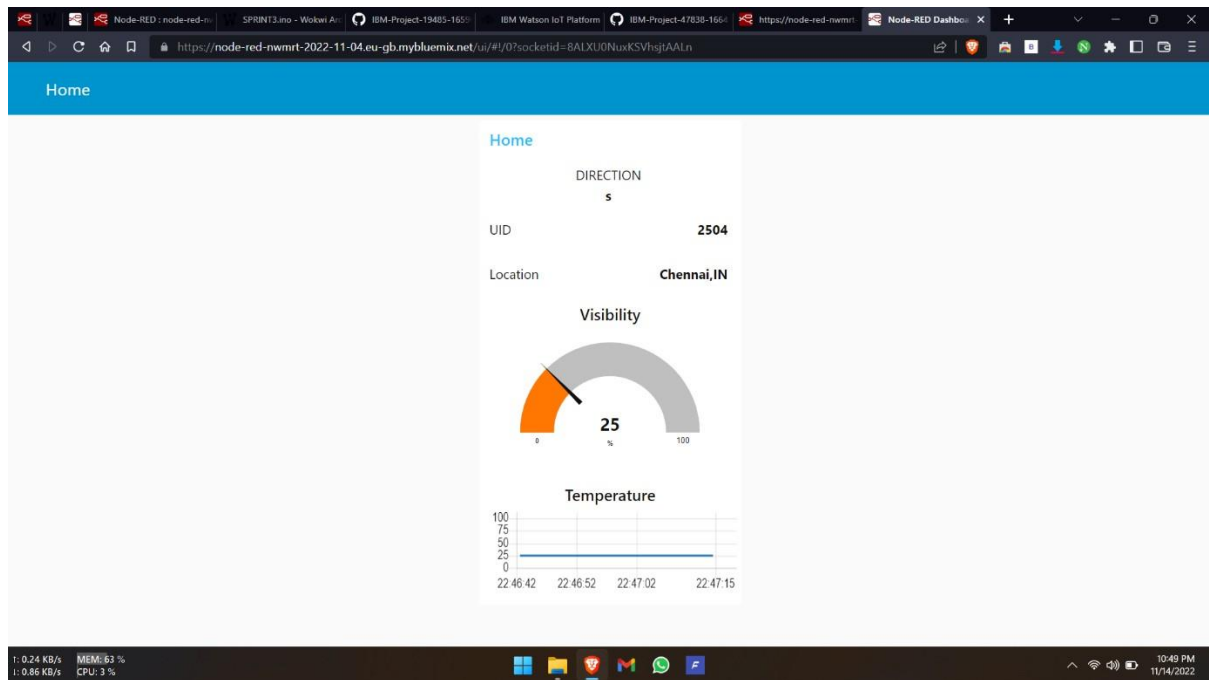 Node-RED : node-red-n
SPRINT3.ino - Wokwi Ar
IBM-Project-19485-1659
IBM Watson IoT Platform
IBM-Project-47838-1664
https://node-red-nwmrt
Node-RED Dashboa
https://node-red-nwmrt-2022-11-04.eu-gb.mybluemix.net/ui/#!/0?socketid=8ALXU0NuxKSVhsjtAALn
Home
Home
DIRECTION
s
UID 2504
Location Chennai,IN
Visibility
25
0 % 100
Temperature
100
75
50
25
0
22:46:42 22:46:52 22:47:02 22:47:15
↑: 0.24 KB/s MEM: 63 %
↓: 0.86 KB/s CPU: 3 %
10:49 PM
11/14/2022